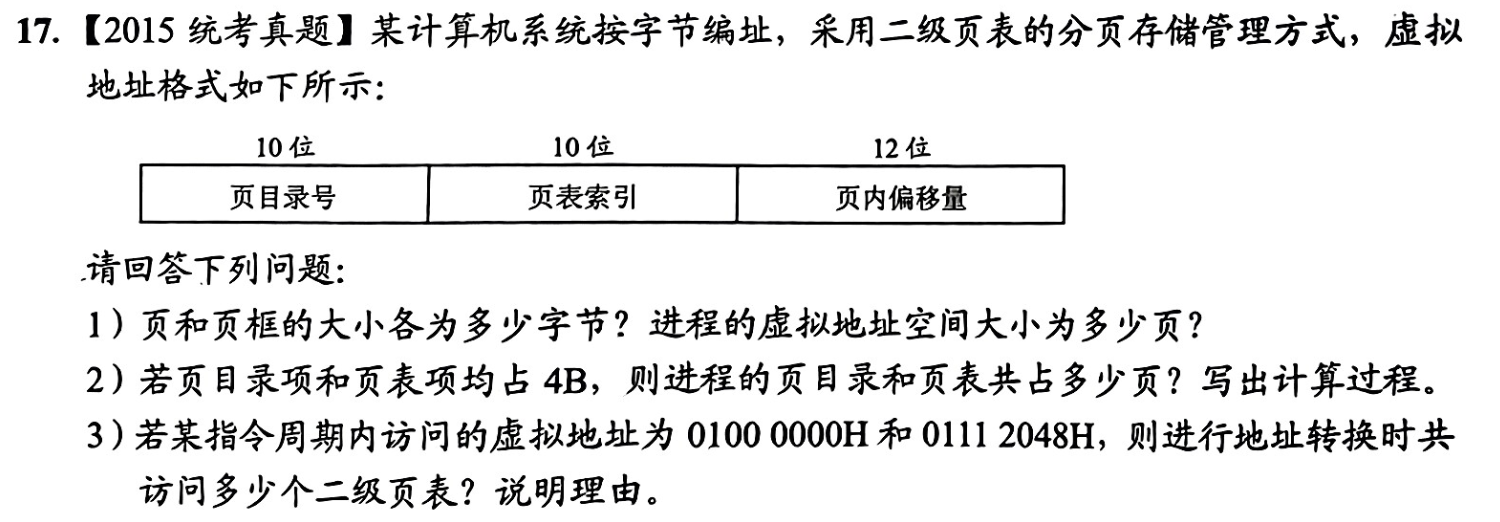 17. 【2015 统考真题】某计算机系统按字节编址，采用二级页表的分页存储管理方式，虚拟
地址格式如下所示：
10 位 10 位 12 位
页目录号 页表索引 页内偏移量
请回答下列问题：
1）页和页框的大小各为多少字节？进程的虚拟地址空间大小为多少页？
2）若页目录项和页表项均占 4B，则进程的页目录和页表共占多少页？写出计算过程。
3）若某指令周期内访问的虚拟地址为 0100 0000H 和 0111 2048H，则进行地址转换时共
访问多少个二级页表？说明理由。